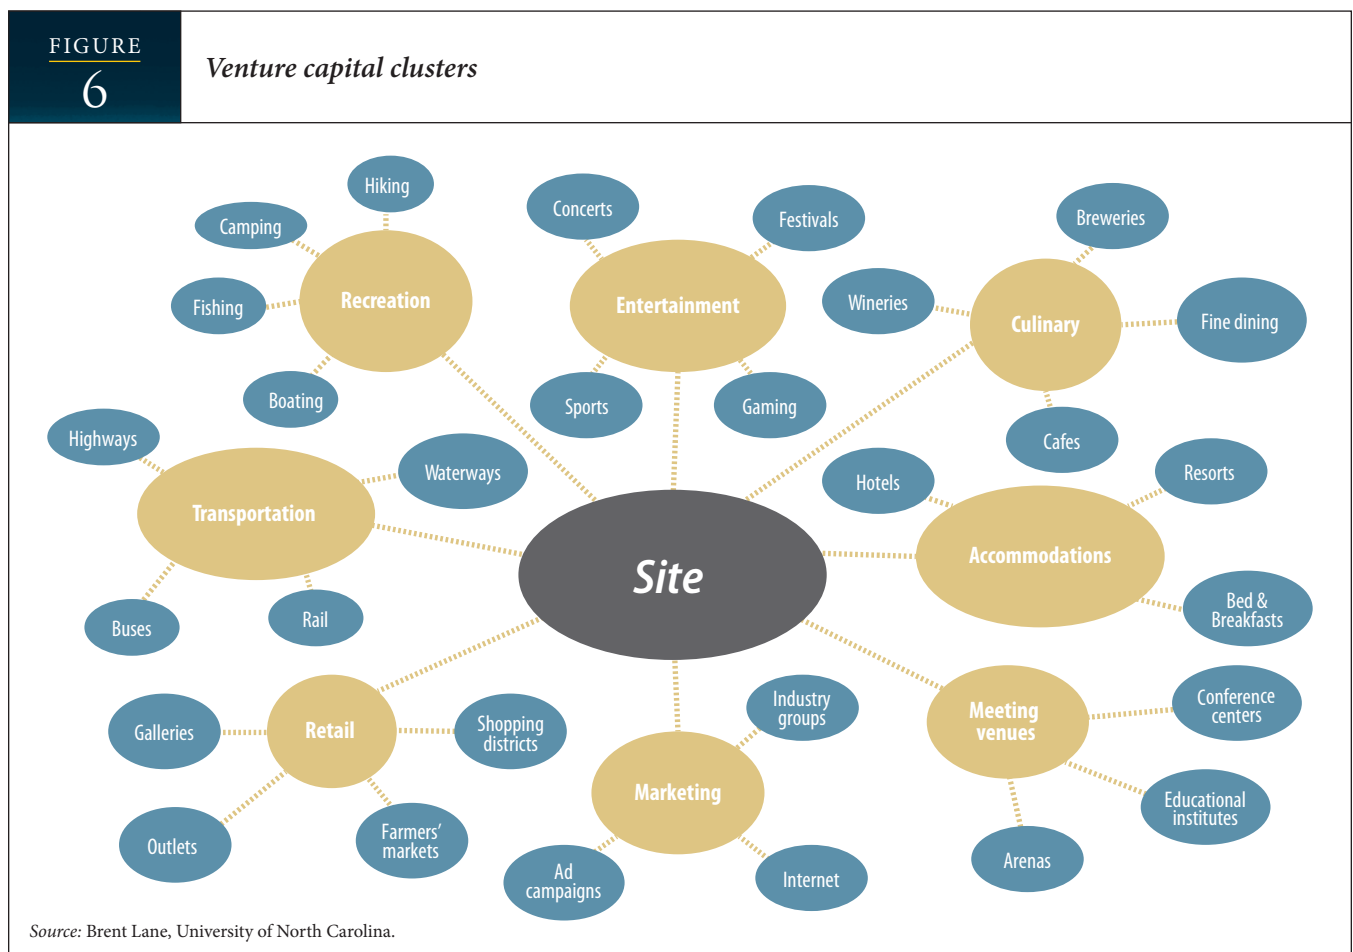 FIGURE
6
Venture capital clusters
Hiking
Camping
Fishing
Boating
Recreation
Concerts
Festivals
Entertainment
Sports
Gaming
Breweries
Wineries
Culinary
Fine dining
Cafes
Highways
Waterways
Transportation
Buses
Rail
Site
Hotels
Resorts
Accommodations
Bed &
Breakfasts
Galleries
Retail
Shopping
districts
Outlets
Farmers’
markets
Industry
groups
Marketing
Ad
campaigns
Internet
Meeting
venues
Conference
centers
Educational
institutes
Arenas
Source: Brent Lane, University of North Carolina.